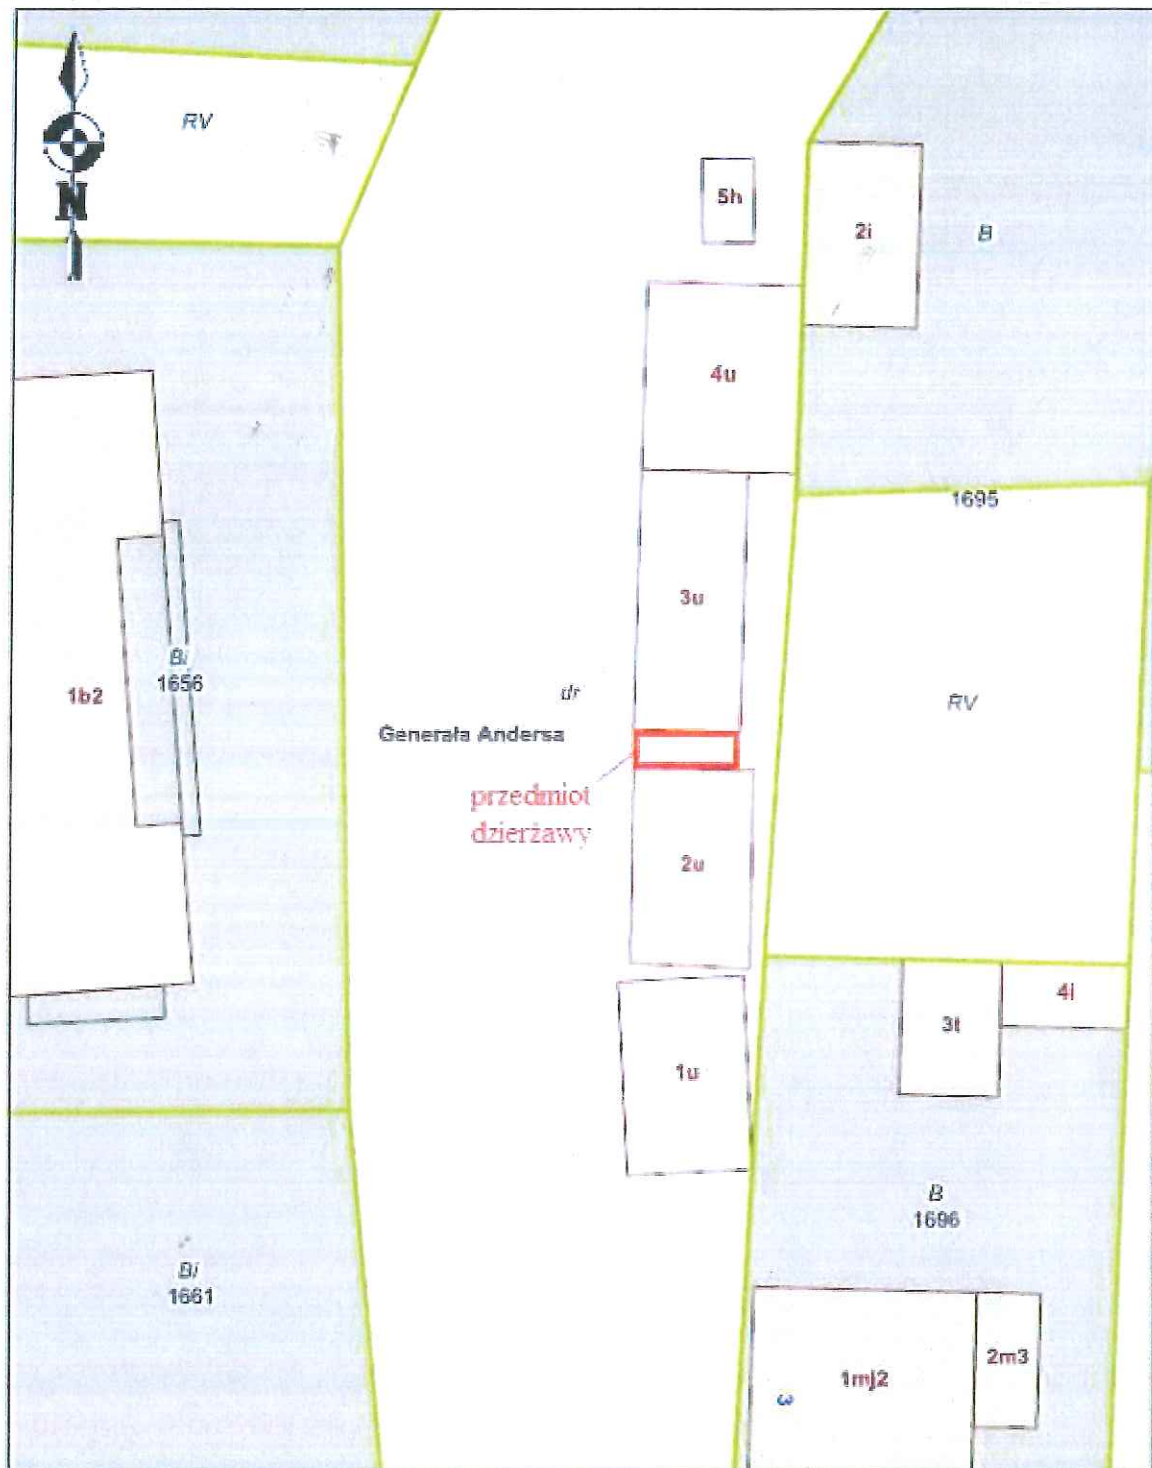 RV
N
5h
2i
B
4u
1695
3u
Bi
1656
1b2
dr
Generała Andersa
RV
przedmiot
dzierżawy
2u
4i
3t
1u
B
1696
Bi
1661
2m3
1mj2
3